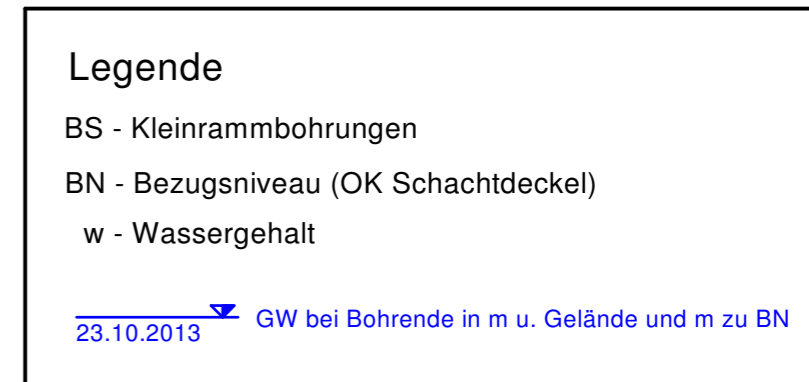 Legende
BS - Kleinrammbohrungen
BN - Bezugsniveau (OK Schachtdeckel)
w - Wassergehalt
23.10.2013 GW bei Bohrende in m u. Gelände und m zu BN